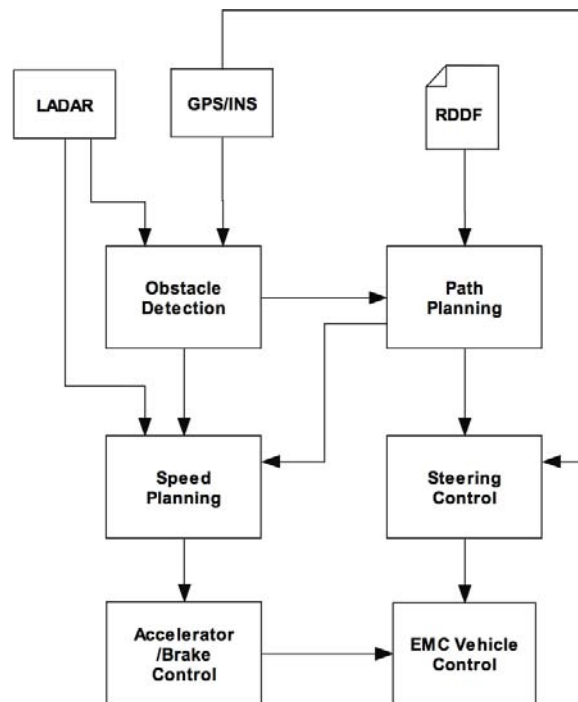 LADAR
GPS/INS
RDDF
Obstacle
Detection
Path
Planning
Speed
Planning
Steering
Control
Accelerator
/Brake
Control
EMC Vehicle
Control